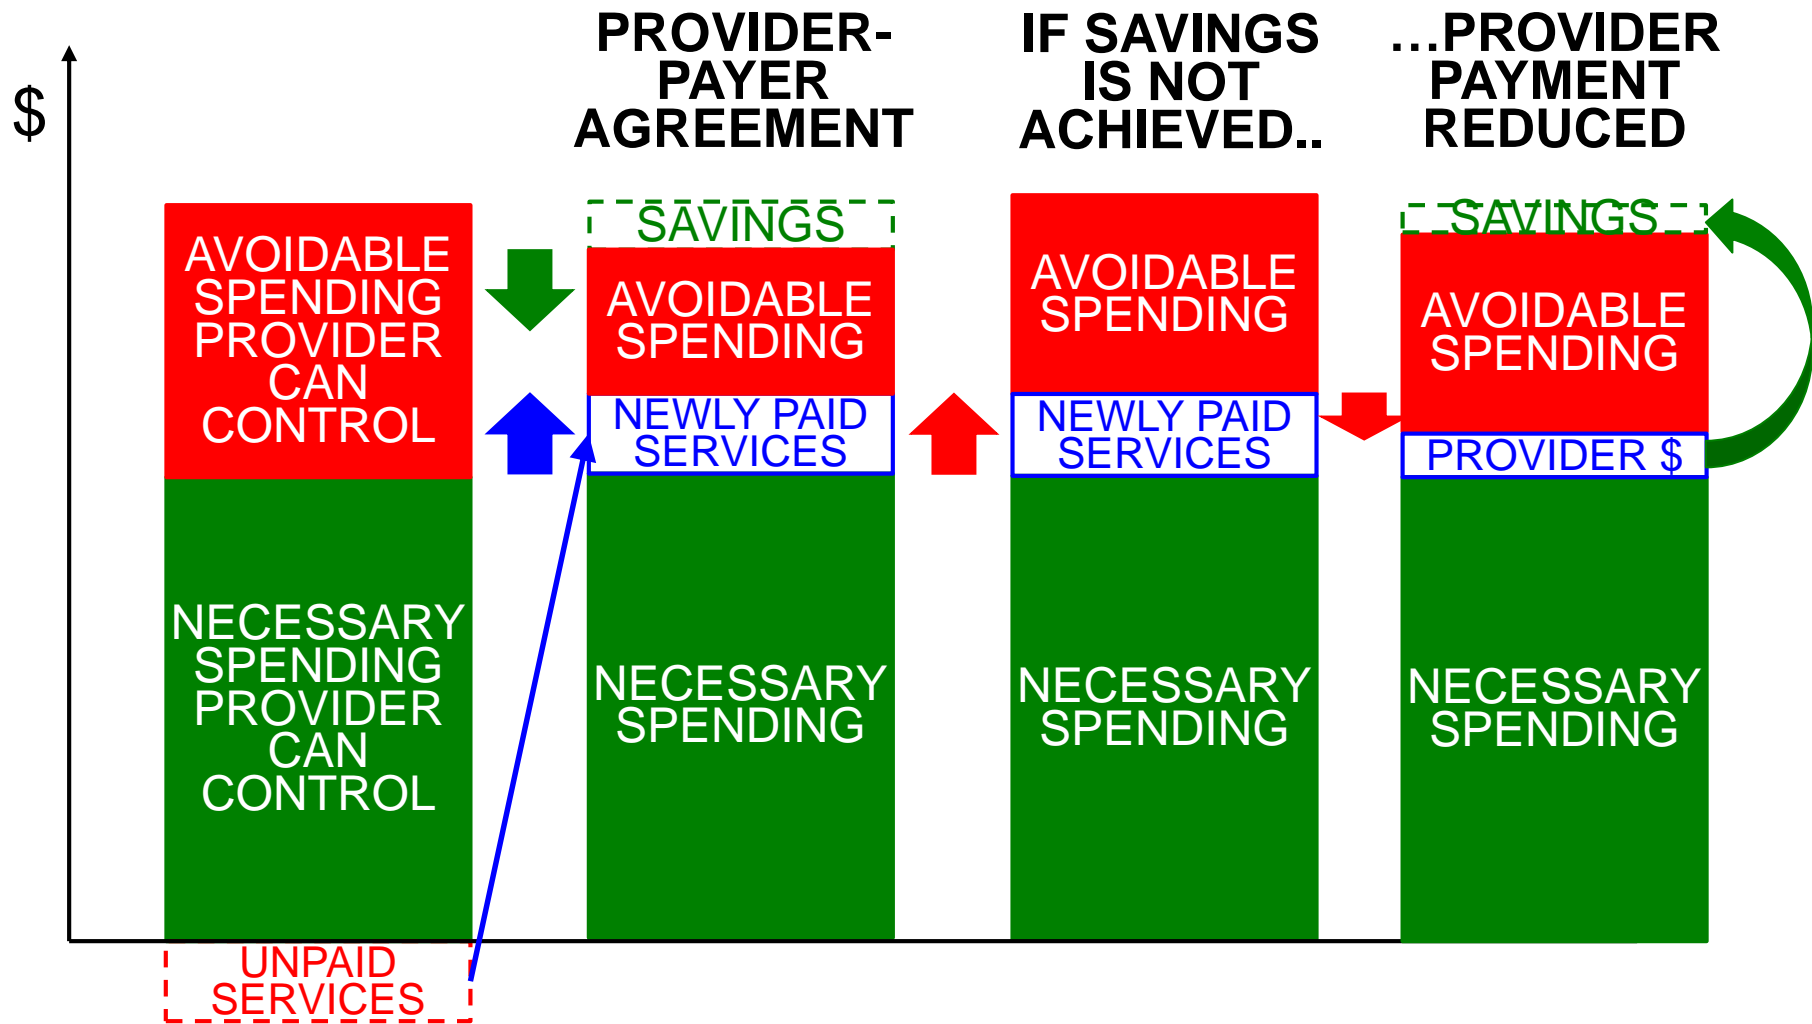 $
PROVIDER-
PAYER
AGREEMENT
IF SAVINGS
IS NOT
ACHIEVED..
...PROVIDER
PAYMENT
REDUCED
AVOIDABLE
SPENDING
PROVIDER
CAN
CONTROL
NECESSARY
SPENDING
PROVIDER
CAN
CONTROL
UNPAID
SERVICES
SAVINGS
AVOIDABLE
SPENDING
NEWLY PAID
SERVICES
NECESSARY
SPENDING
AVOIDABLE
SPENDING
NEWLY PAID
SERVICES
NECESSARY
SPENDING
SAVINGS
AVOIDABLE
SPENDING
PROVIDER $
NECESSARY
SPENDING